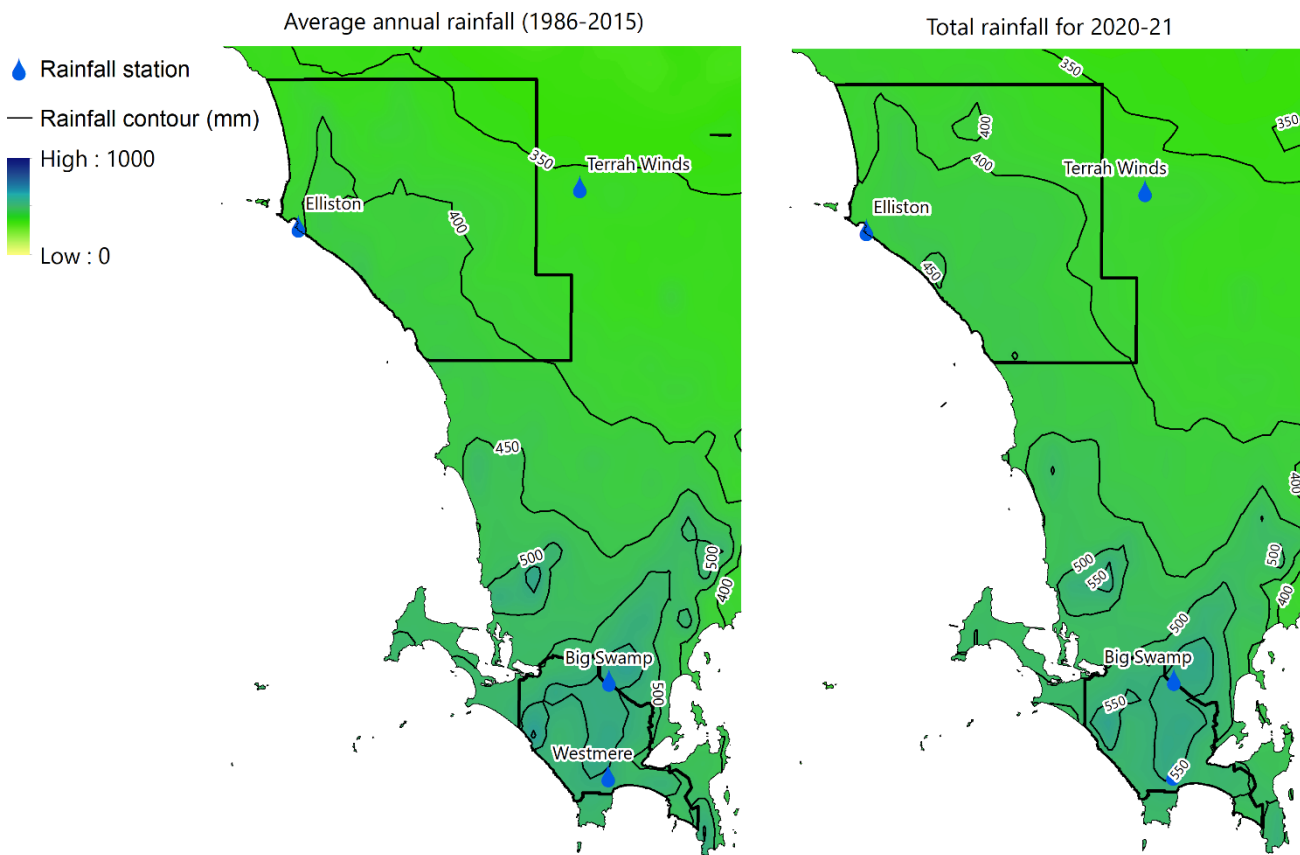 Average annual rainfall (1986-2015)
Total rainfall for 2020-21
Rainfall station
Rainfall contour (mm)
High : 1000
Low : 0
350
Terrah Winds
Elliston
400
450
500
500
400
Big Swamp
500
Westmere
350
350
400
400
Terrah Winds
Elliston
450
400
500
500
550
400
500
Big Swamp
550
550